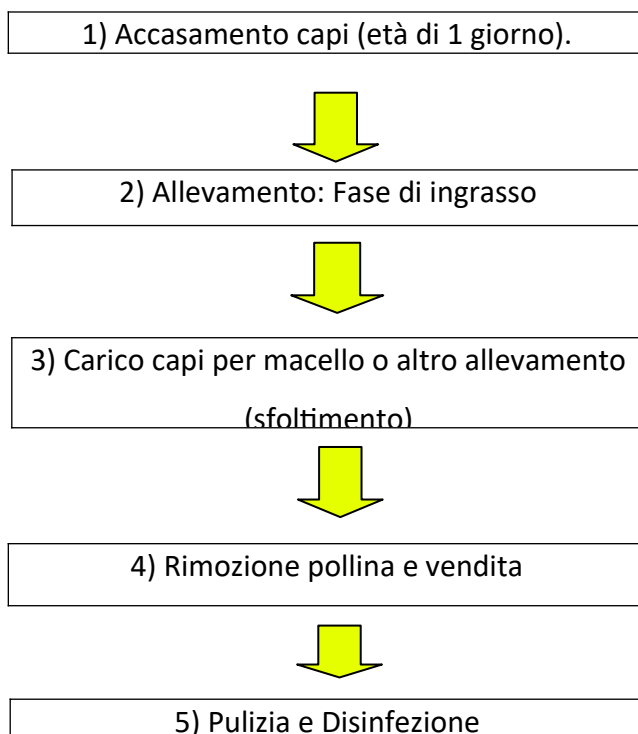 1) Accasamento capi (età di 1 giorno).
2) Allevamento: Fase di ingrasso
3) Carico capi per macello o altro allevamento
(sfoltimento)
4) Rimozione pollina e vendita
5) Pulizia e Disinfezione